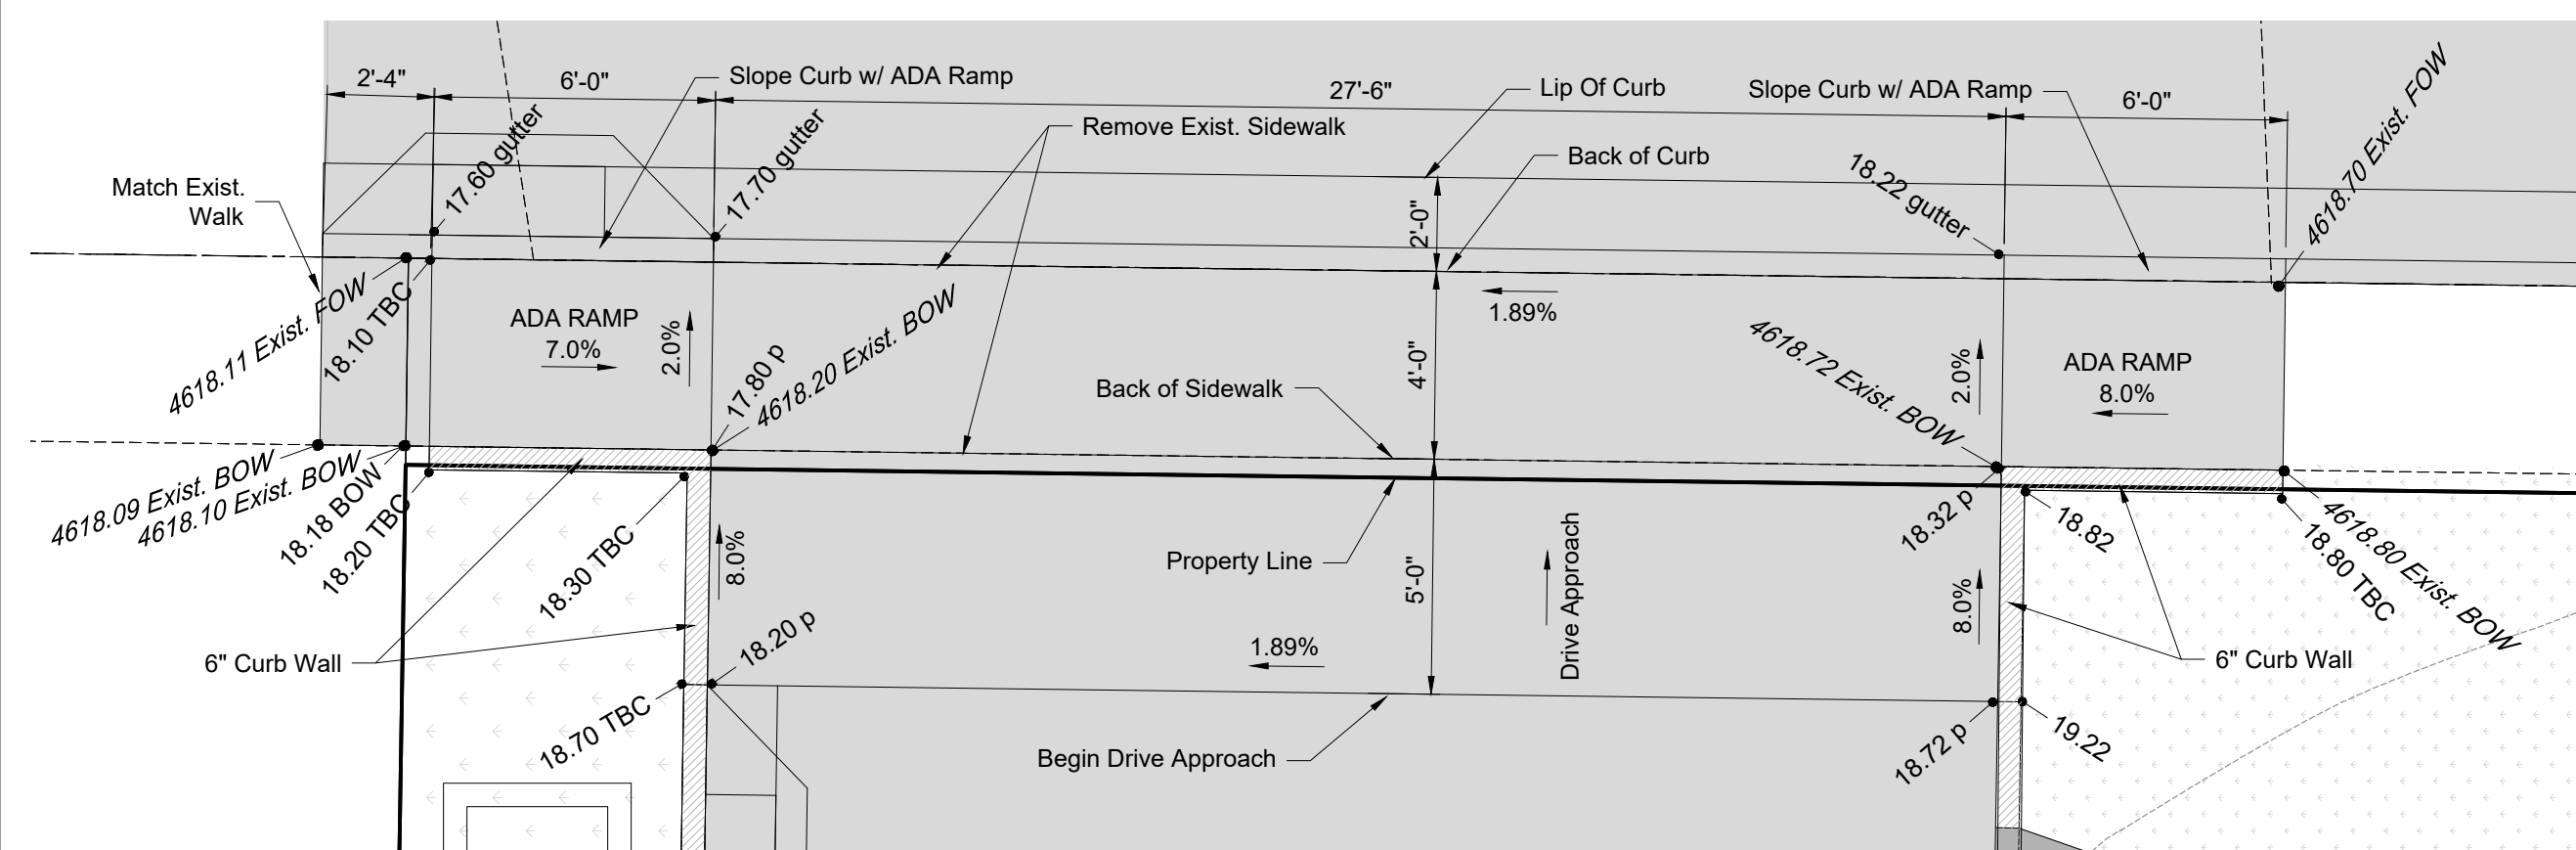 2'-4"
6'-0"
Slope Curb w/ ADA Ramp
27'-6"
Lip Of Curb
Slope Curb w/ ADA Ramp
6'-0"
4618.70 Exist. FOW
17.60 gutter
17.70 gutter
Remove Exist. Sidewalk
Back of Curb
18.22 gutter
Match Exist.
Walk
2'-0"
4618.11 Exist. FOW
18.10 TBC
ADA RAMP
7.0%
2.0%
17.80 p
4618.20 Exist. BOW
1.89%
4'-0"
Back of Sidewalk
4618.72 Exist. BOW
2.0%
ADA RAMP
8.0%
4618.09 Exist. BOW
4618.10 Exist. BOW
18.18 BOW
18.20 TBC
18.30 TBC
8.0%
Property Line
5'-0"
Drive Approach
18.32 p
18.82
4618.80 Exist. BOW
18.80 TBC
8.0%
6" Curb Wall
18.20 p
1.89%
6" Curb Wall
18.70 TBC
Begin Drive Approach
18.72 p
19.22